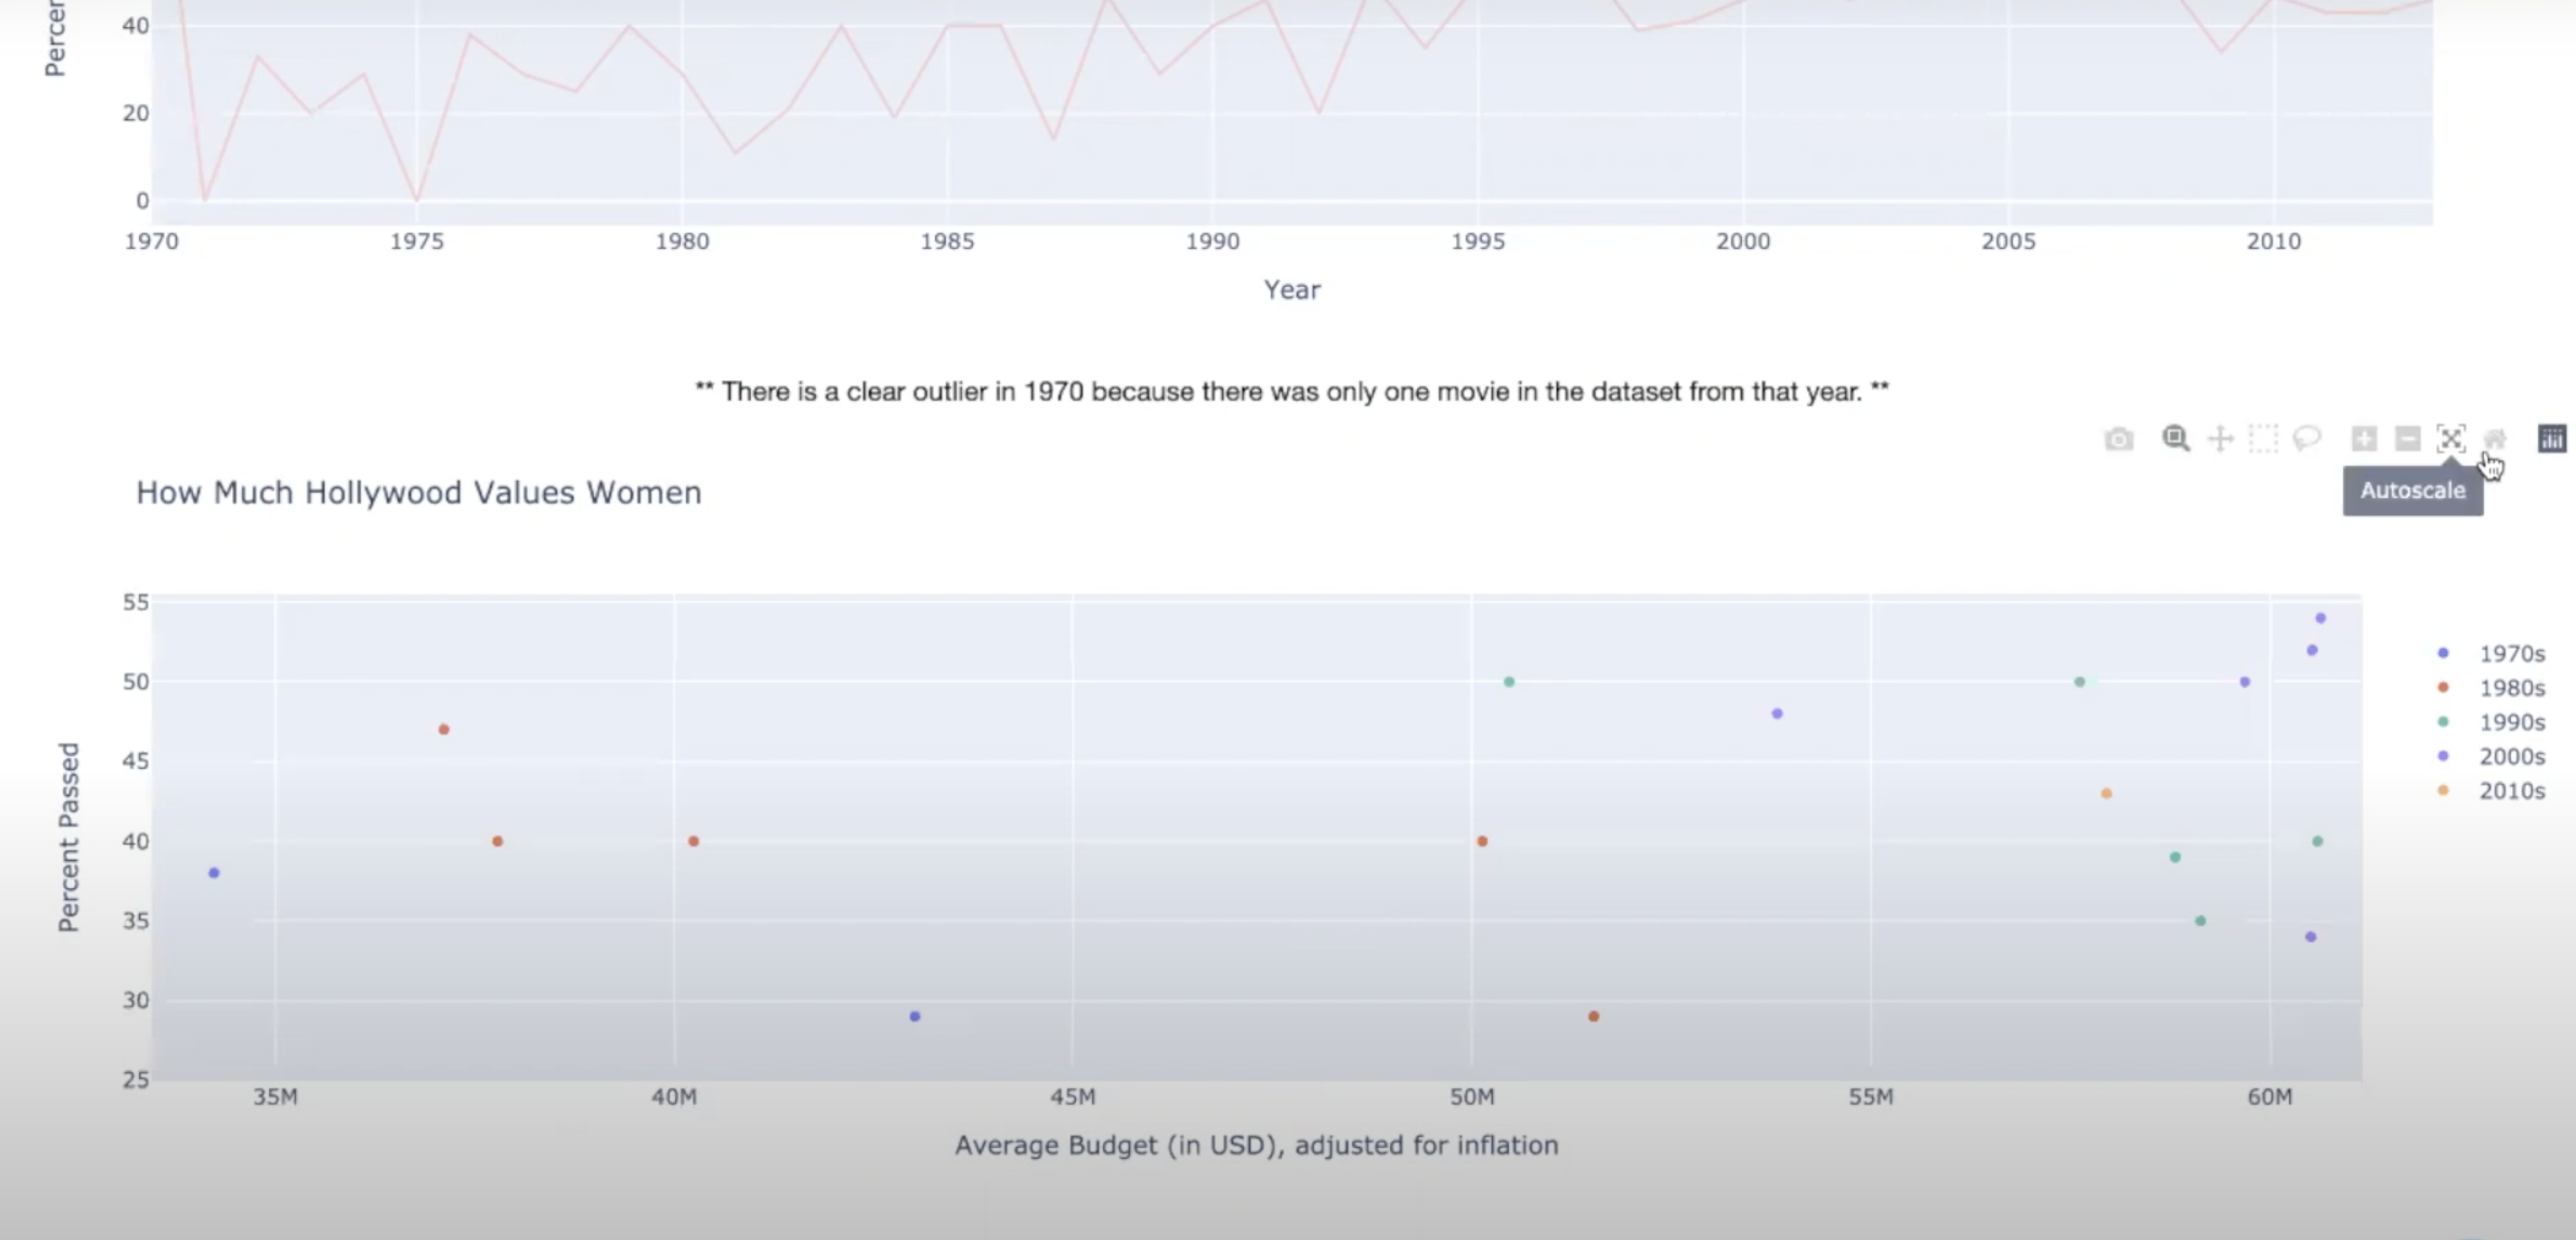 Percen
40
20
0
1970 1975 1980 1985 1990 1995 2000 2005 2010
Year
** There is a clear outlier in 1970 because there was only one movie in the dataset from that year. **
Autoscale
How Much Hollywood Values Women
Percent Passed
55
50
45
40
35
30
25
35M 40M 45M 50M 55M 60M
Average Budget (in USD), adjusted for inflation
1970s
1980s
1990s
2000s
2010s